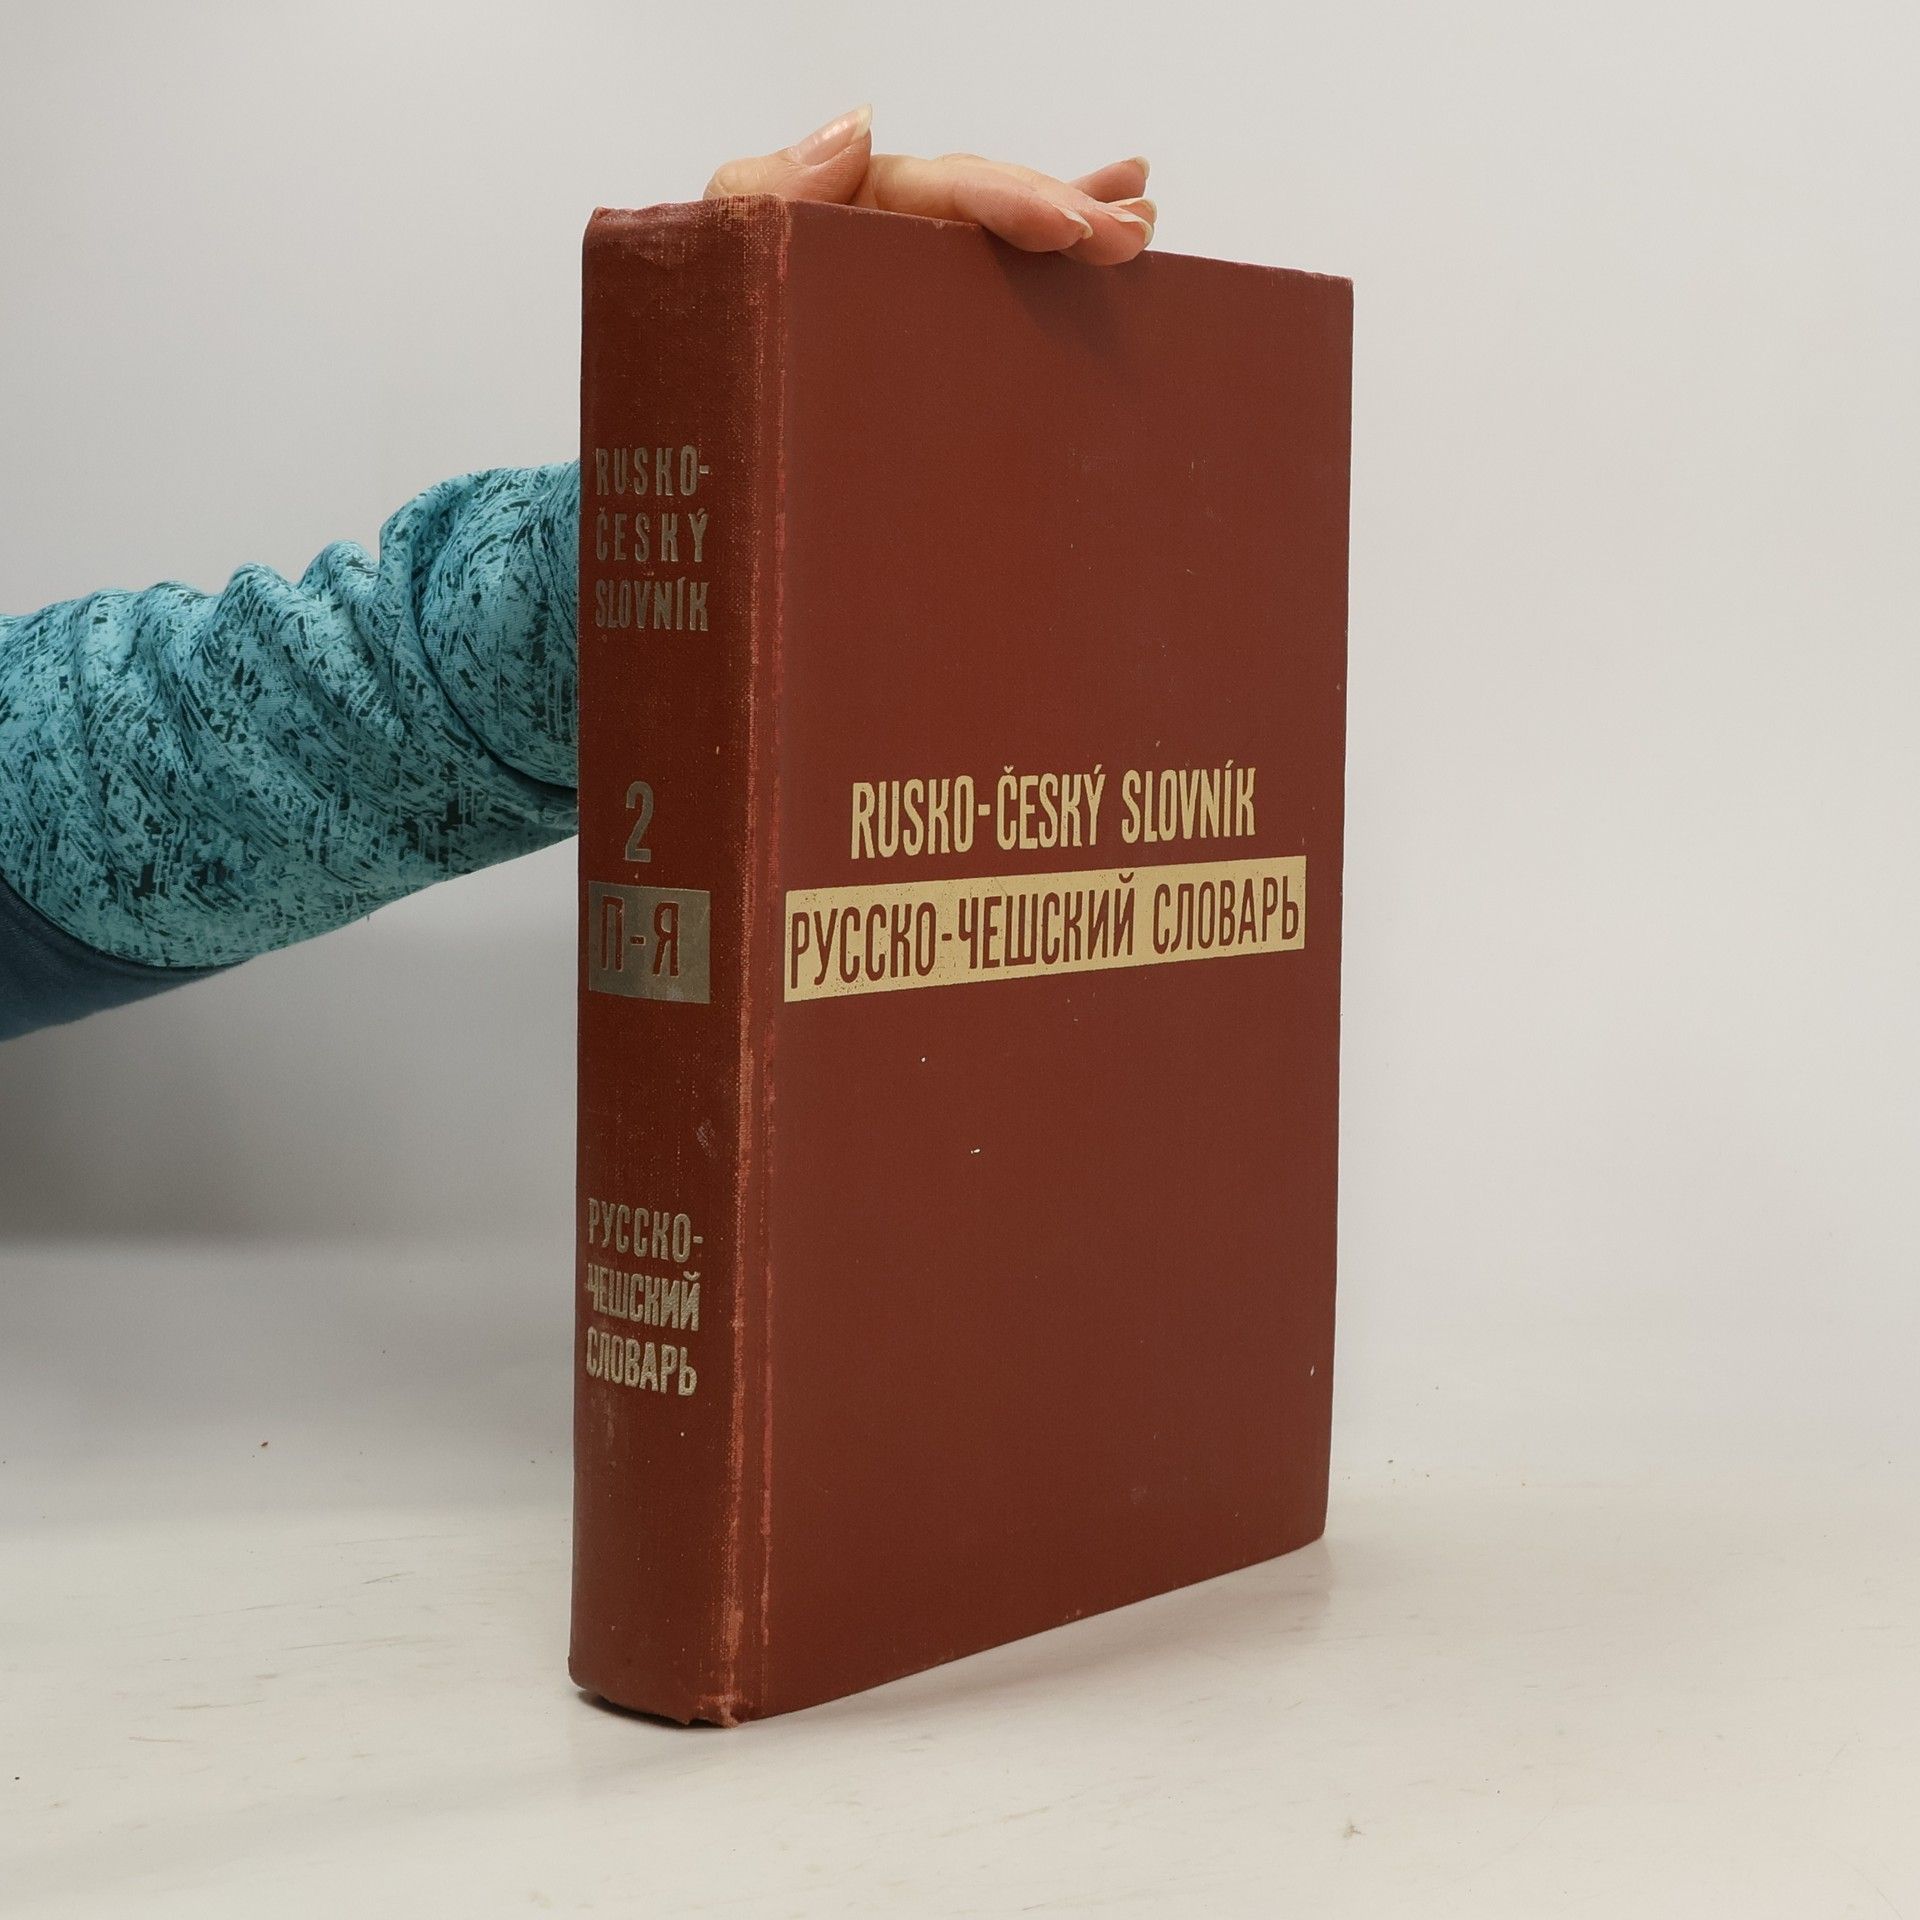 RUSKO-
ČESKÝ
SLOVNÍK
2
П-Я
РУССКО-
ЧЕШСКИЙ
СЛОВАРЬ
RUSKO-ČESKÝ SLOVNÍK
РУССКО-ЧЕШСКИЙ СЛОВАРЬ